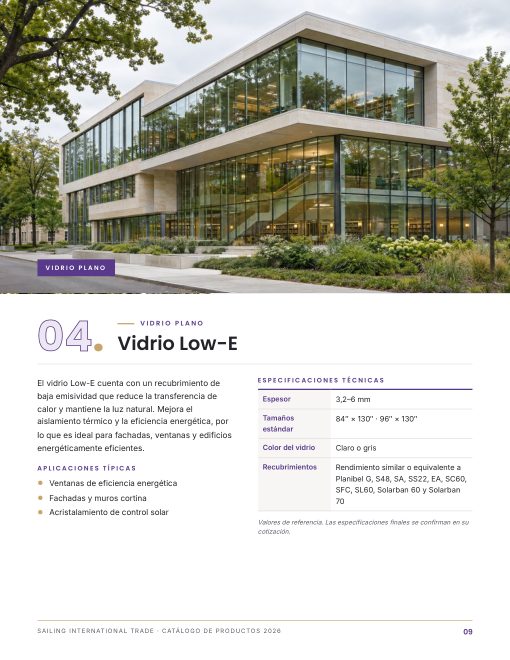 VIDRIO PLANO
04.
VIDRIO PLANO
Vidrio Low-E
El vidrio Low-E cuenta con un recubrimiento de
baja emisividad que reduce la transferencia de
calor y mantiene la luz natural. Mejora el
aislamiento térmico y la eficiencia energética, por
lo que es ideal para fachadas, ventanas y edificios
energéticamente eficientes.
APLICACIONES TÍPICAS
Ventanas de eficiencia energética
Fachadas y muros cortina
Acristalamiento de control solar
ESPECIFICACIONES TÉCNICAS
Espesor 3,2–6 mm
Tamaños 84″ × 130″ · 96″ × 130″
estándar
Color del vidrio Claro o gris
Recubrimientos Rendimiento similar o equivalente a
Planibel G, S48, SA, SS22, EA, SC60,
SFC, SL60, Solarban 60 y Solarban
70
Valores de referencia. Las especificaciones finales se confirman en su
cotización.
SAILING INTERNATIONAL TRADE · CATÁLOGO DE PRODUCTOS 2026
09